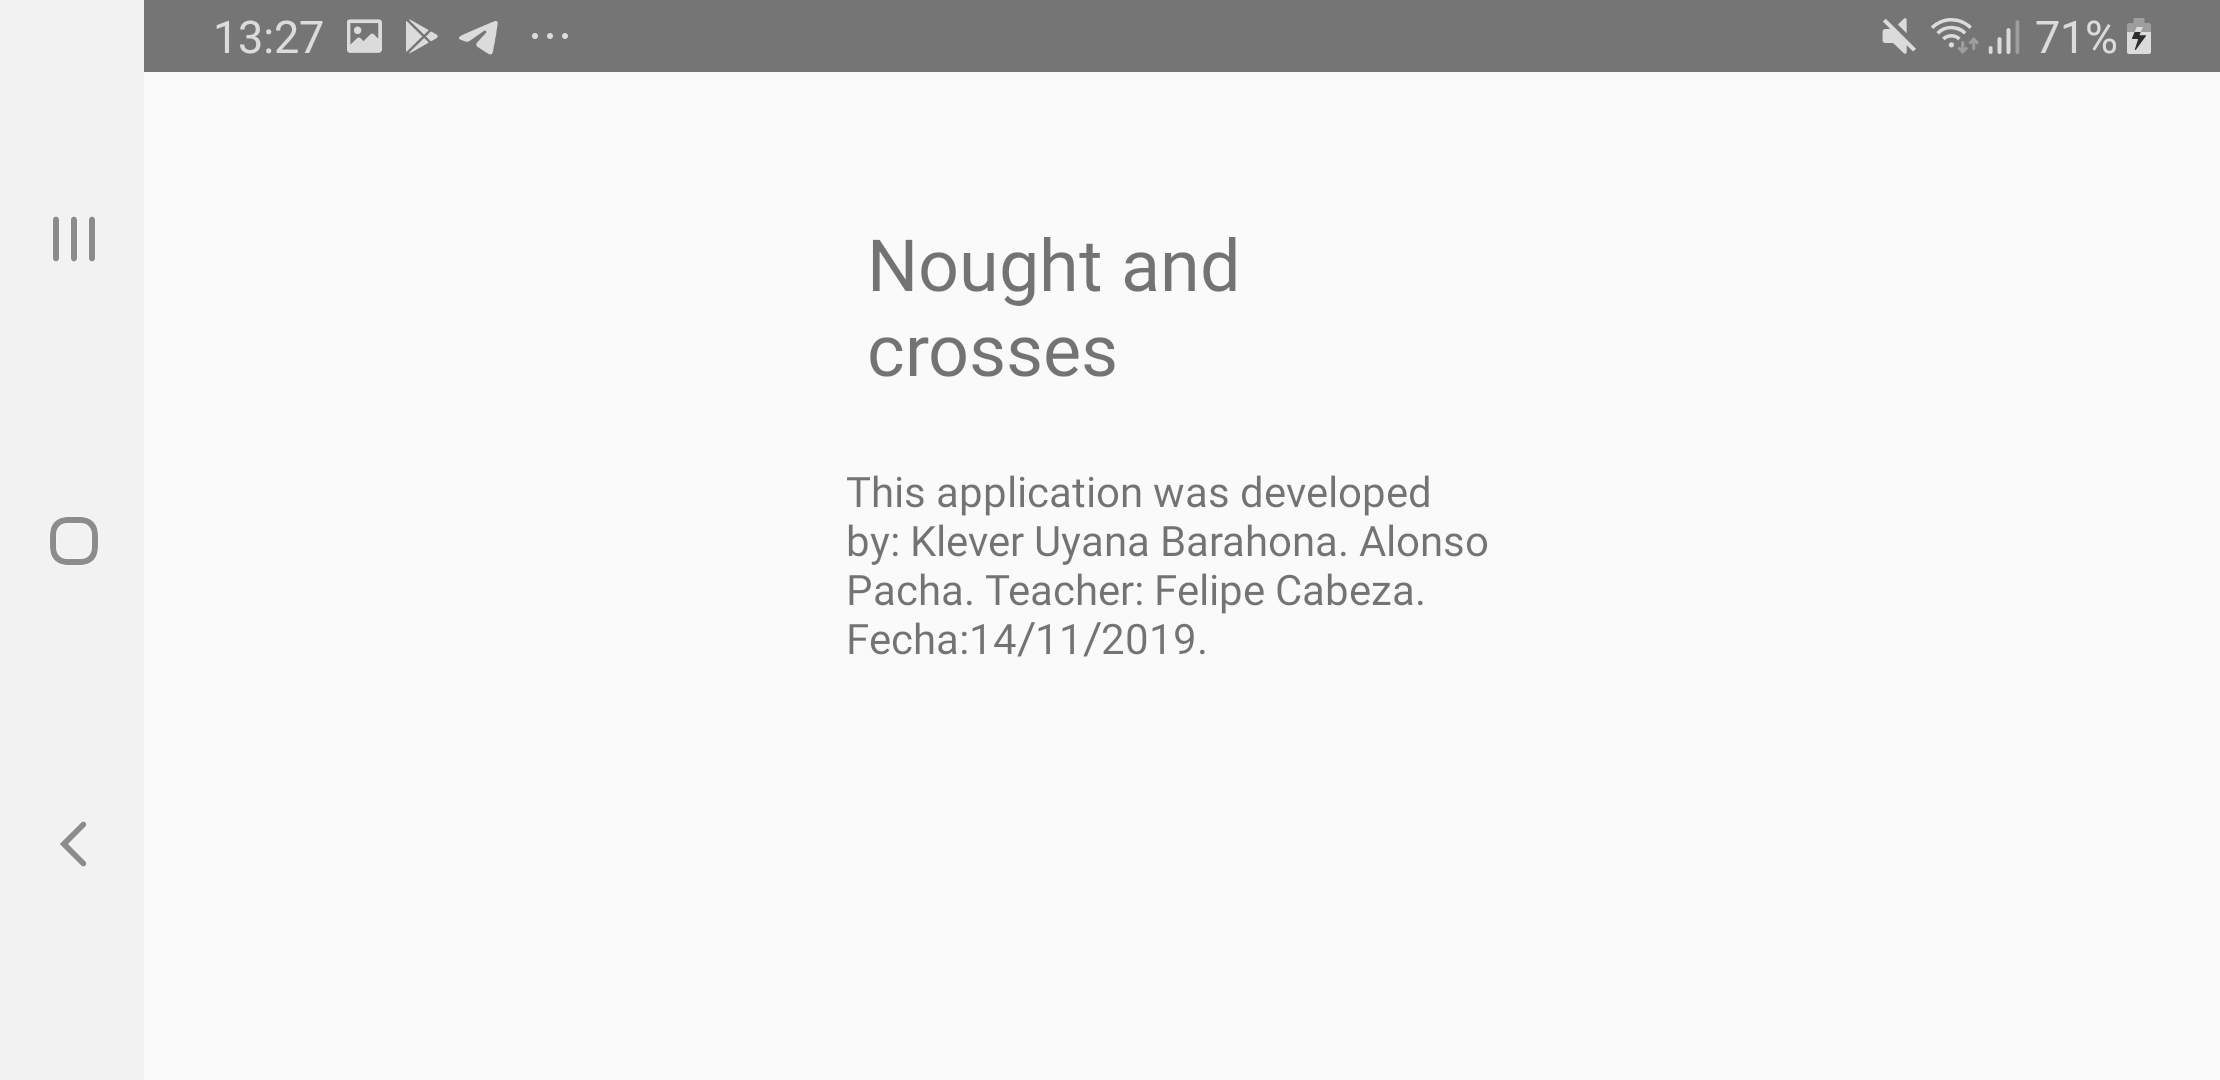 13:27
71%
Nought and
crosses
This application was developed
by: Klever Uyana Barahona. Alonso
Pacha. Teacher: Felipe Cabeza.
Fecha:14/11/2019.